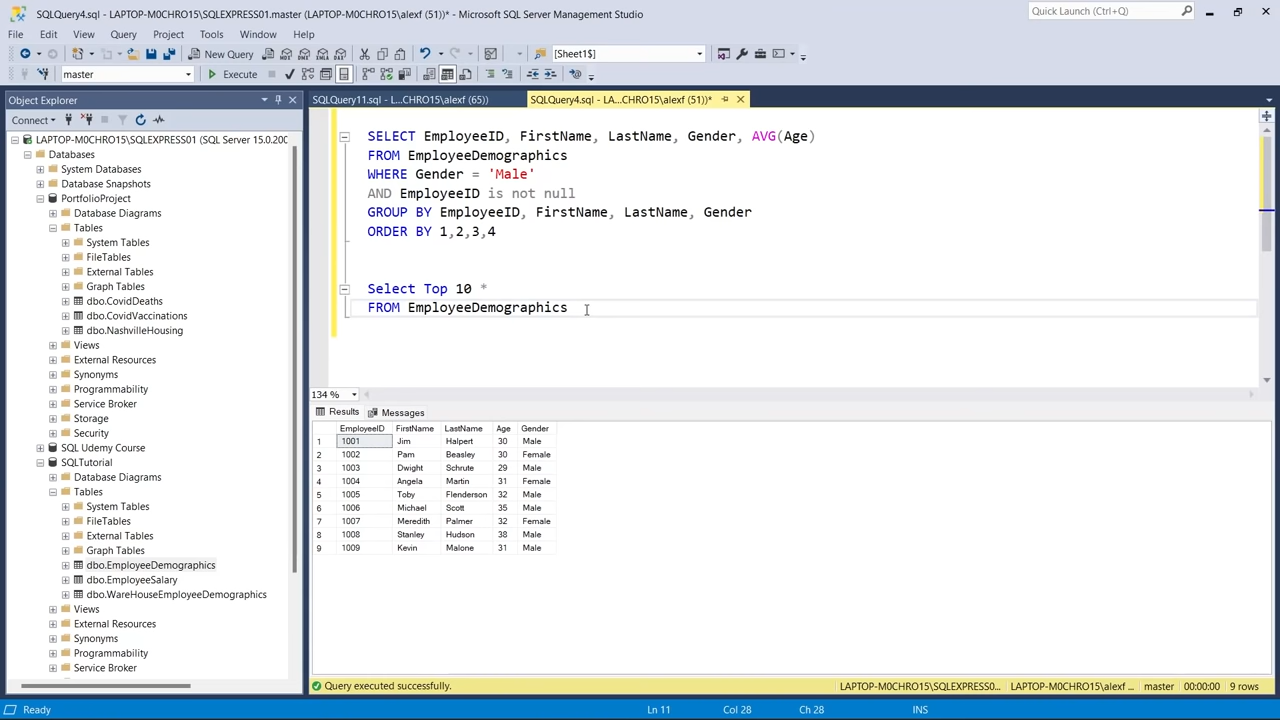 SQLQuery4.sql - LAPTOP-M0CHRO15\SQLEXPRESS01.master (LAPTOP-M0CHRO15\alexf (51))* - Microsoft SQL Server Management Studio
Quick Launch (Ctrl+Q)
File Edit View Query Project Tools Window Help
New Query
[Sheet1$]
master
Execute
Object Explorer
SQLQuery11.sql - L...CHRO15\alexf (65))
SQLQuery4.sql - LA...CHRO15\alexf (51))*
Connect
LAPTOP-M0CHRO15\SQLEXPRESS01 (SQL Server 15.0.200
Databases
System Databases
Database Snapshots
PortfolioProject
Database Diagrams
Tables
System Tables
FileTables
External Tables
Graph Tables
dbo.CovidDeaths
dbo.CovidVaccinations
dbo.NashvilleHousing
Views
External Resources
Synonyms
Programmability
Service Broker
Storage
Security
SQL Udemy Course
SQLTutorial
Database Diagrams
Tables
System Tables
FileTables
External Tables
Graph Tables
dbo.EmployeeDemographics
dbo.EmployeeSalary
dbo.WareHouseEmployeeDemographics
Views
External Resources
Synonyms
Programmability
Service Broker
SELECT EmployeeID, FirstName, LastName, Gender, AVG(Age)
FROM EmployeeDemographics
WHERE Gender = 'Male'
AND EmployeeID is not null
GROUP BY EmployeeID, FirstName, LastName, Gender
ORDER BY 1,2,3,4
Select Top 10 *
FROM EmployeeDemographics
134 %
Results Messages
EmployeeID FirstName LastName Age Gender
1 1001 Jim Halpert 30 Male
2 1002 Pam Beasley 30 Female
3 1003 Dwight Schrute 29 Male
4 1004 Angela Martin 31 Female
5 1005 Toby Flenderson 32 Male
6 1006 Michael Scott 35 Male
7 1007 Meredith Palmer 32 Female
8 1008 Stanley Hudson 38 Male
9 1009 Kevin Malone 31 Male
Query executed successfully.
LAPTOP-M0CHRO15\SQLEXPRESS0... LAPTOP-M0CHRO15\alexf ... master 00:00:00 9 rows
Ready
Ln 11 Col 28 Ch 28 INS